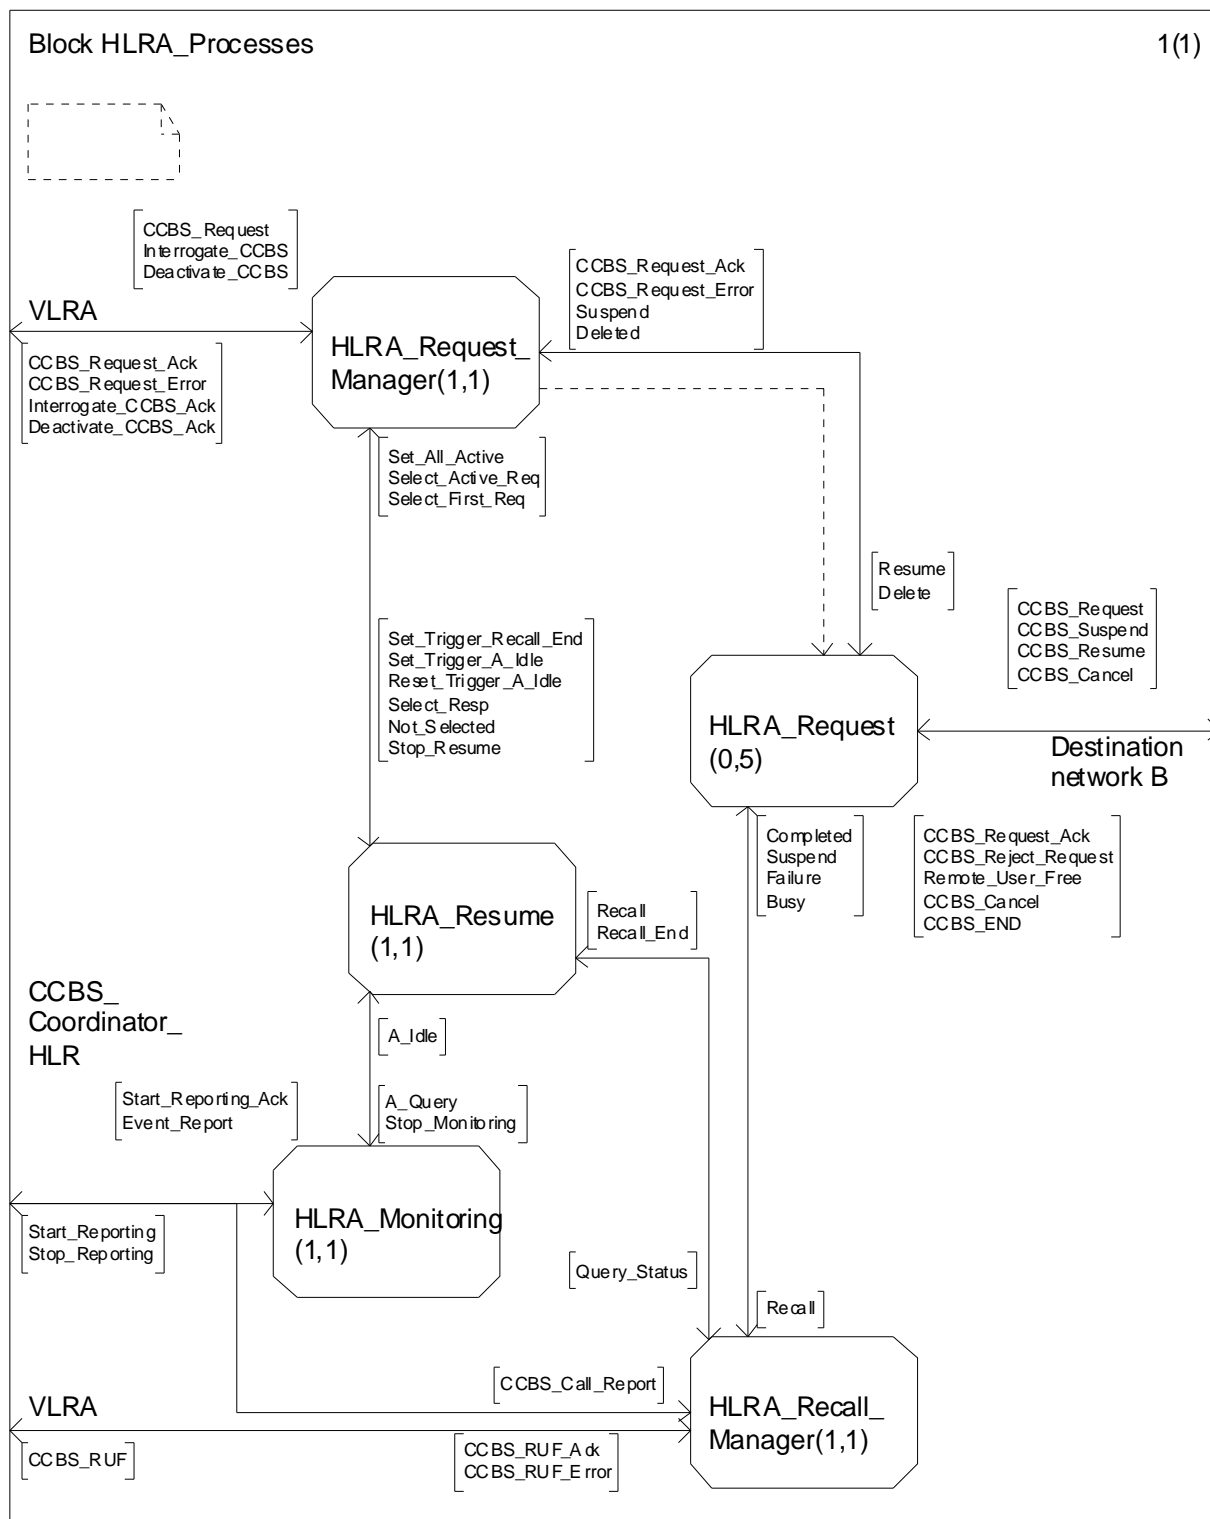 Block HLRA_Processes
1(1)
CCBS_Request
Interrogate_CCBS
Deactivate_CCBS
VLRA
CCBS_Request_Ack
CCBS_Request_Error
Interrogate_CCBS_Ack
Deactivate_CCBS_Ack
HLRA_Request_
Manager(1,1)
CCBS_Request_Ack
CCBS_Request_Error
Suspend
Deleted
Set_All_Active
Select_Active_Req
Select_First_Req
Resume
Delete
CCBS_Request
CCBS_Suspend
CCBS_Resume
CCBS_Cancel
Set_Trigger_Recall_End
Set_Trigger_A_Idle
Reset_Trigger_A_Idle
Select_Resp
Not_Selected
Stop_Resume
HLRA_Request
(0,5)
Destination
network B
Completed
Suspend
Failure
Busy
CCBS_Request_Ack
CCBS_Reject_Request
Remote_User_Free
CCBS_Cancel
CCBS_END
HLRA_Resume
(1,1)
Recall
Recall_End
CCBS_
Coordinator_
HLR
A_Idle
Start_Reporting_Ack
Event_Report
A_Query
Stop_Monitoring
HLRA_Monitoring
(1,1)
Start_Reporting
Stop_Reporting
Query_Status
Recall
CCBS_Call_Report
VLRA
CCBS_RUF
CCBS_RUF_Ack
CCBS_RUF_Error
HLRA_Recall_
Manager(1,1)